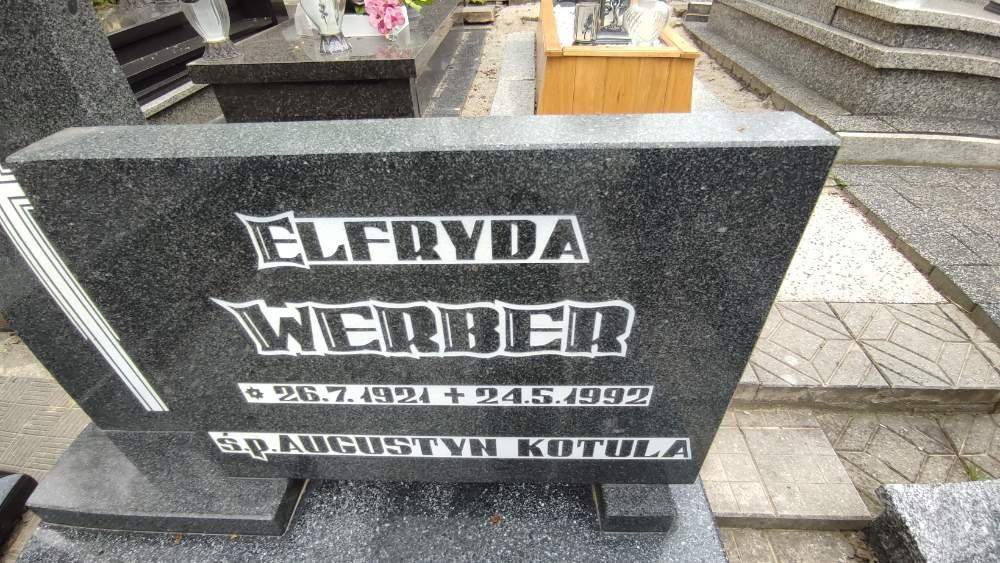 ELFRYDA
WERBER
✡ 26.7.1921 + 24.5.1992
ś.p. AUGUSTYN KOTULA